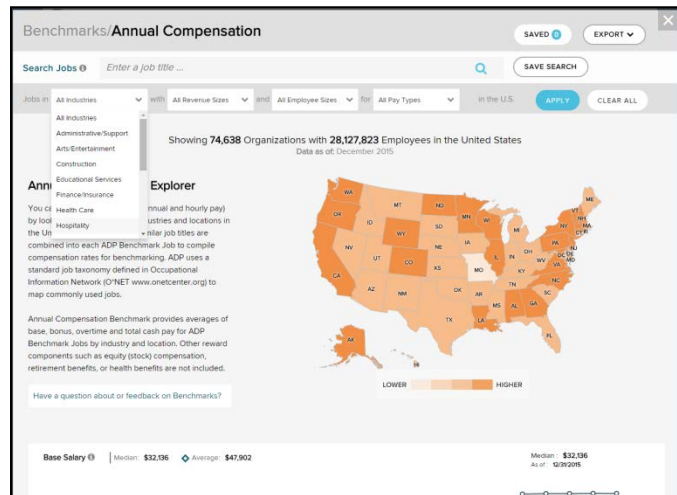 Benchmarks/Annual Compensation
SAVED 0
EXPORT
Search Jobs
Enter a job title ...
SAVE SEARCH
Jobs in All Industries with All Revenue Sizes and All Employee Sizes for All Pay Types in the U.S. APPLY CLEAR ALL
All Industries
Administrative/Support
Arts/Entertainment
Construction
Educational Services
Finance/Insurance
Health Care
Hospitality
Showing 74,638 Organizations with 28,127,823 Employees in the United States
Data as of: December 2015
Explorer
You ca nnual and hourly pay)
by look ustries and locations in
the Un nilar job titles are
combined into each ADP Benchmark Job to compile
compensation rates for benchmarking. ADP uses a
standard job taxonomy defined in Occupational
Information Network (O*NET www.onetcenter.org) to
map commonly used jobs.
Annual Compensation Benchmark provides averages of
base, bonus, overtime and total cash pay for ADP
Benchmark Jobs by industry and location. Other reward
components such as equity (stock) compensation,
retirement benefits, or health benefits are not included.
Have a question about or feedback on Benchmarks?
WA MT ND MN ME
OR ID SD WI MI VT NH
WY NY MA
NV NE IA PA CT RI
UT CO IL IN OH NJ
CA KS MO WV DC DE
KY VA MD
AZ NM OK AR TN NC
MS AL GA SC
TX LA
AK HI FL
LOWER HIGHER
Base Salary Median: $32,136 Average: $47,902
Median : $32,136
As of : 12/31/2015